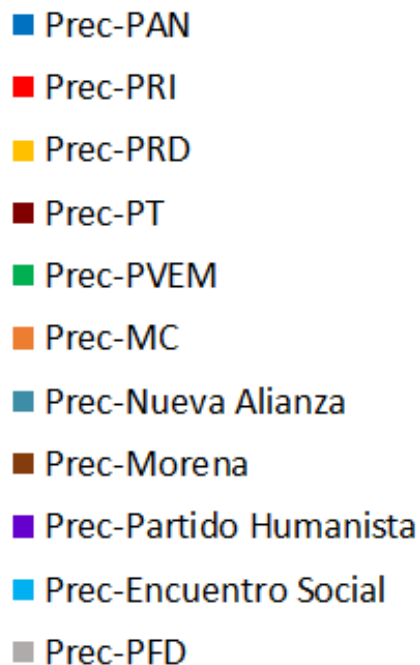 Prec-PAN
Prec-PRI
Prec-PRD
Prec-PT
Prec-PVEM
Prec-MC
Prec-Nueva Alianza
Prec-Morena
Prec-Partido Humanista
Prec-Encuentro Social
Prec-PFD